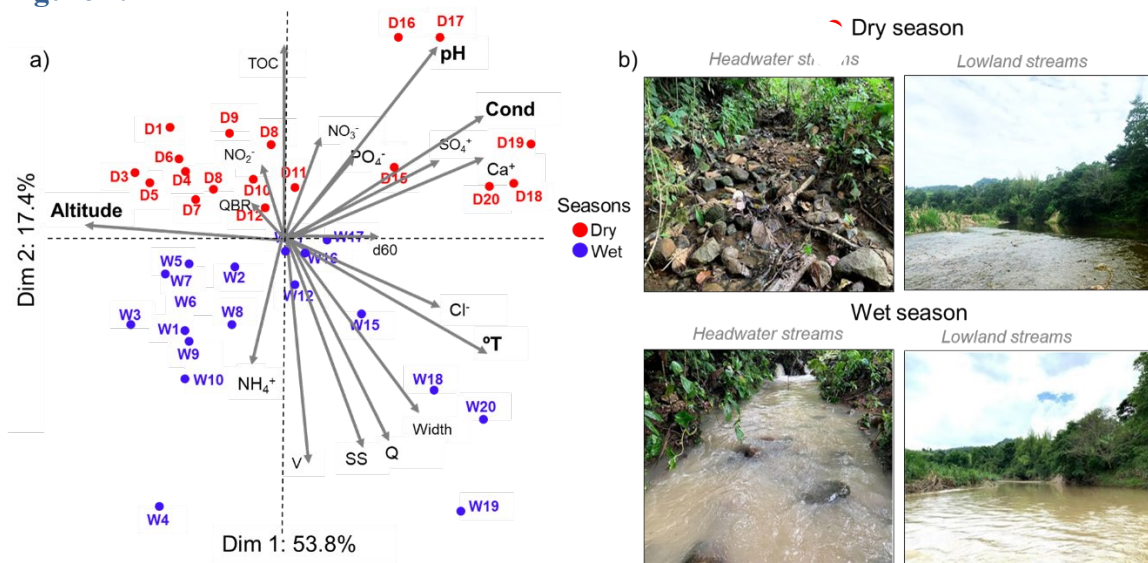 a)
D16
D17
TOC
pH
D9
D1
D8
Cond
NO3-
SO4+
D19
NO2-
PO4-
D6
D3
D4
D5
D8
D10
D11
D15
Ca+
D20
D18
D7
QBR
D12
Altitude
W17
d60
W16
W5
W7
W2
W6
W12
Cl-
W3
W8
W1
W15
W9
ºT
W10
NH4+
W18
W20
Width
V
SS
Q
W4
W19
Dim 2: 17.4%
Dim 1: 53.8%
Seasons
Dry
Wet
b)
Dry season
Lowland streams
Wet season
Headwater streams
Lowland streams